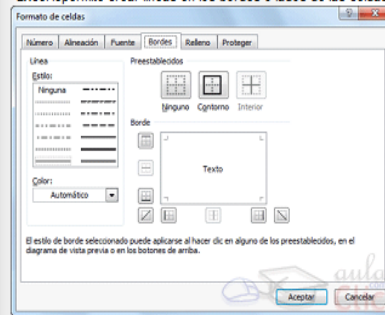 Formato de celdas
Número Alineación Fuente Bordes Relleno Proteger
Línea
Estilo:
Ninguna
Color:
Automático
Preestablecidos
Ninguno Contorno Interior
Borde
Texto
El estilo de borde seleccionado puede aplicarse al hacer clic en alguno de los preestablecidos, en el
diagrama de vista previa o en los botones de arriba.
aula
Clic
Aceptar Cancelar